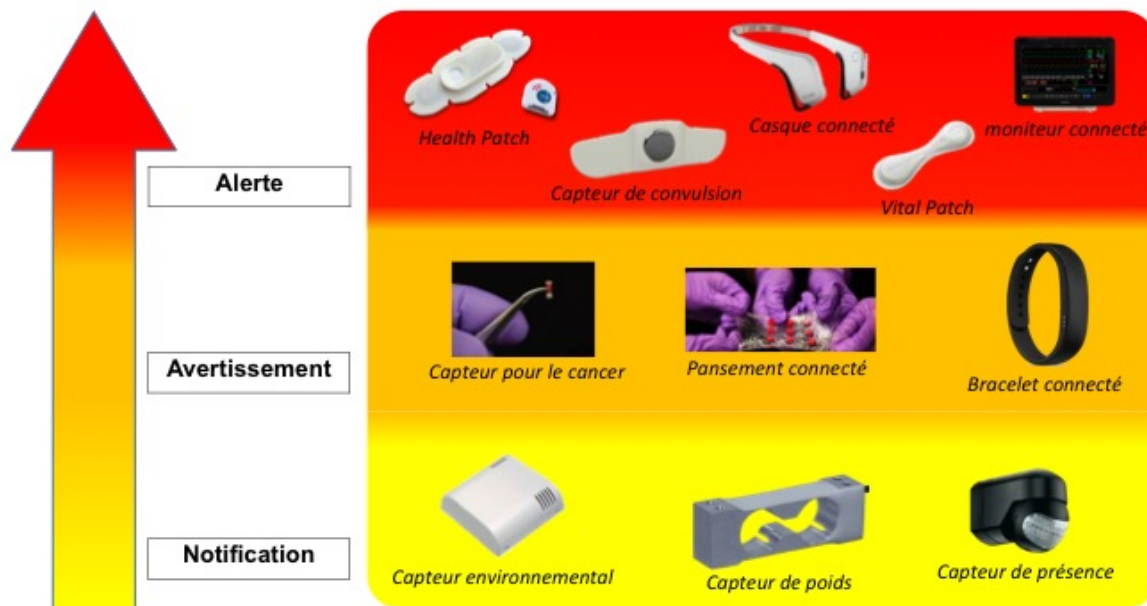 Health Patch
Casque connecté
moniteur connecté
Alerte
Capteur de convulsion
Vital Patch
Avertissement
Capteur pour le cancer
Pansement connecté
Bracelet connecté
Notification
Capteur environnemental
Capteur de poids
Capteur de présence